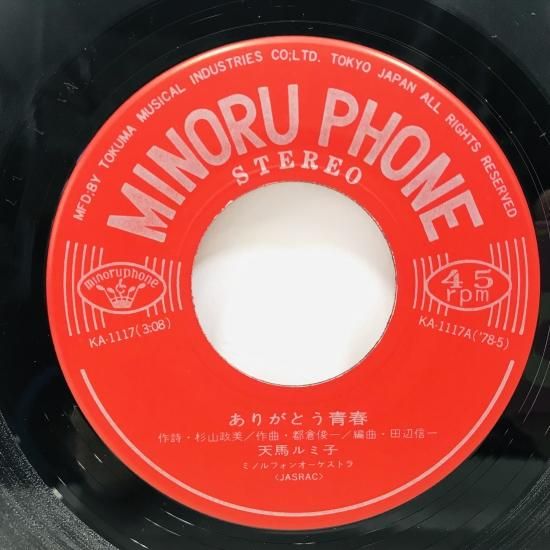 MFD;BY TOKUMA MUSICAL INDUSTRIES CO;LTD. TOKYO JAPAN ALL RIGHTS RESERVED
MINORU PHONE
STEREO
minoruphone
KA-1117(3:08)
45
rpm
KA-1117A('78·5)
ありがとう青春
作詩・杉山政美／作曲・都倉俊一／編曲・田辺信一
天馬ルミ子
ミノルフォンオーケストラ
〈JASRAC〉